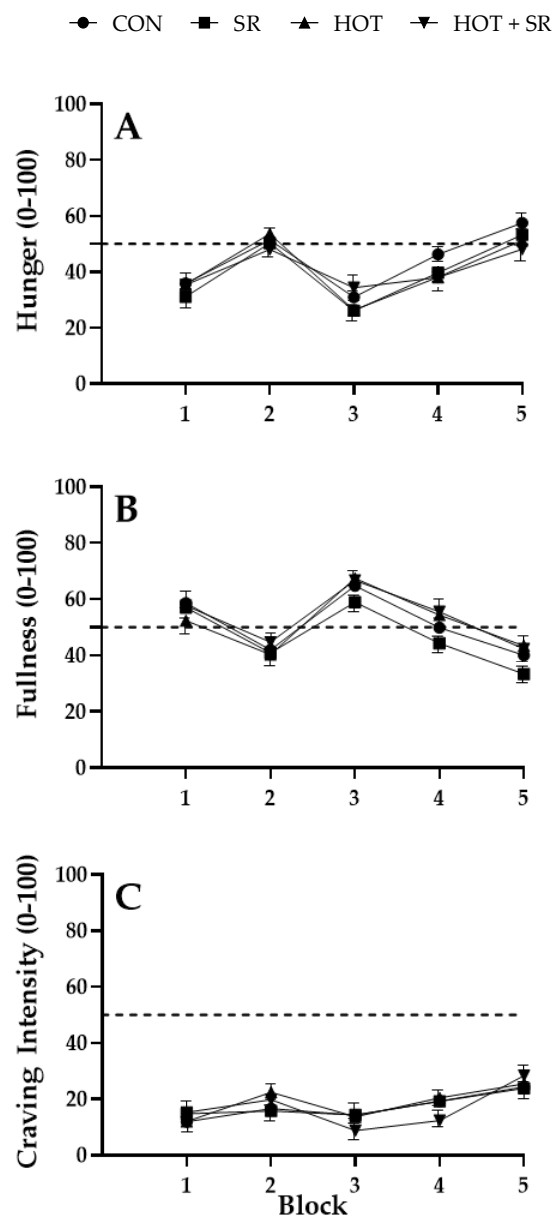 CON SR HOT HOT + SR
A
Hunger (0-100)
100
80
60
40
20
0
1 2 3 4 5
B
Fullness (0-100)
100
80
60
40
20
0
1 2 3 4 5
C
Craving Intensity (0-100)
100
80
60
40
20
0
1 2 3 4 5
Block